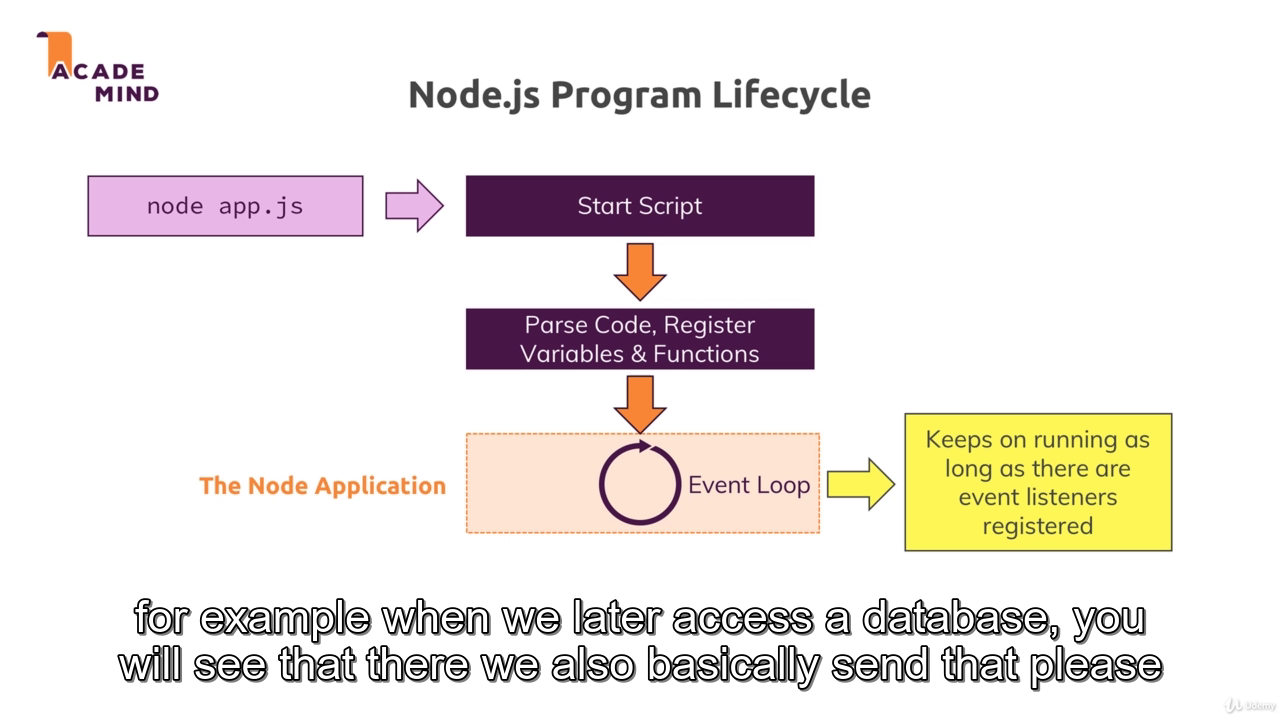 ACADE
MIND
Node.js Program Lifecycle
node app.js
Start Script
Parse Code, Register
Variables & Functions
The Node Application
Event Loop
Keeps on running as
long as there are
event listeners
registered
for example when we later access a database, you
will see that there we also basically send that please
Udemy